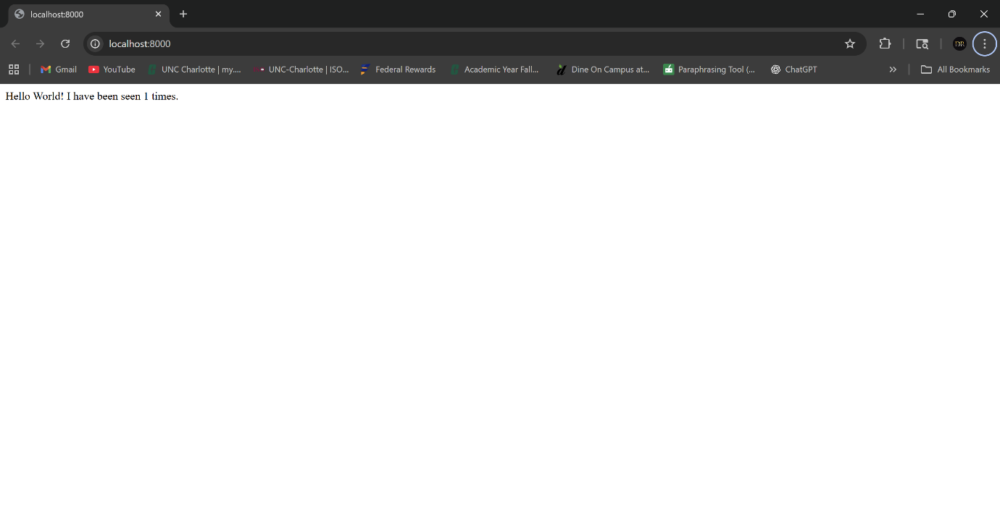 localhost:8000
localhost:8000
DR
Gmail YouTube UNC Charlotte | my.... UNC-Charlotte | ISO... Federal Rewards Academic Year Fall... Dine On Campus at... Paraphrasing Tool (... ChatGPT All Bookmarks
Hello World! I have been seen 1 times.